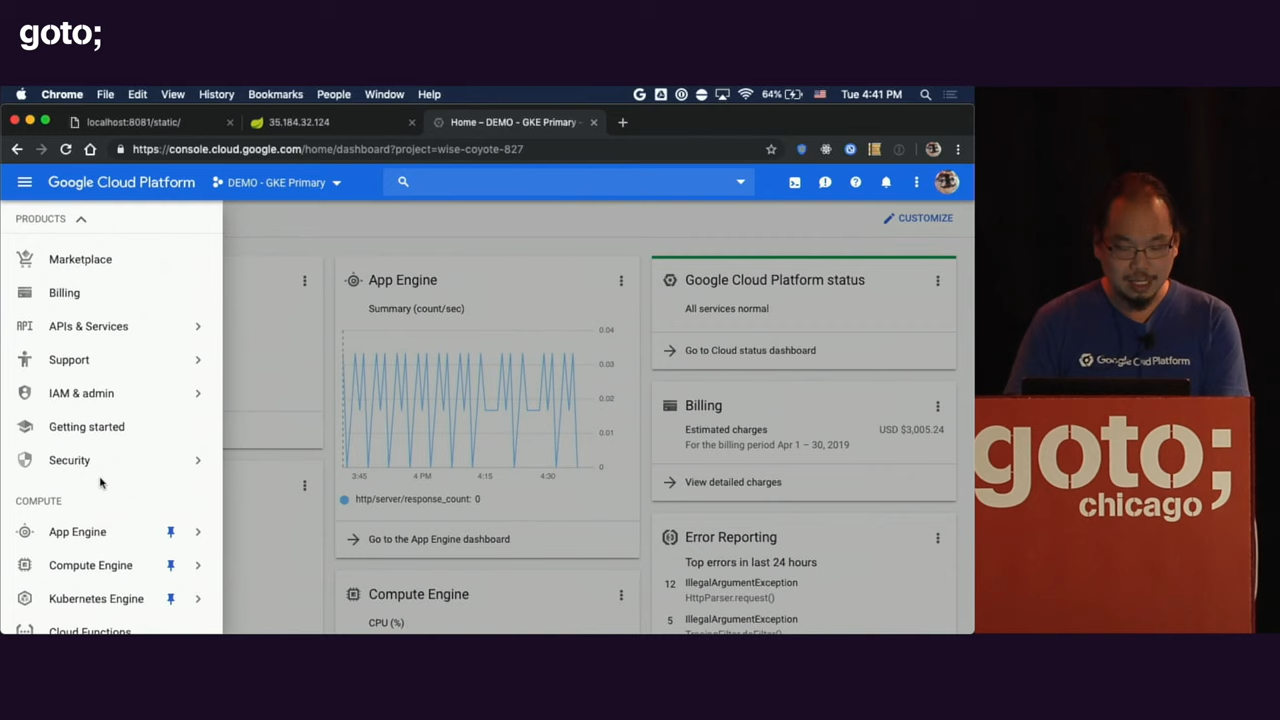 goto;
Chrome File Edit View History Bookmarks People Window Help 64% Tue 4:41 PM
localhost:8081/static/ 35.184.32.124 Home – DEMO - GKE Primary -
https://console.cloud.google.com/home/dashboard?project=wise-coyote-827
Google Cloud Platform DEMO - GKE Primary
PRODUCTS
CUSTOMIZE
Marketplace
Billing
API APIs & Services
Support
IAM & admin
Getting started
Security
COMPUTE
App Engine
Compute Engine
Kubernetes Engine
Cloud Functions
App Engine
Summary (count/sec)
0.04
0.03
0.02
0.01
0
3:45 4 PM 4:15 4:30
http/server/response_count: 0
Go to the App Engine dashboard
Compute Engine
CPU (%)
Google Cloud Platform status
All services normal
Go to Cloud status dashboard
Billing
Estimated charges USD $3,005.24
For the billing period Apr 1 – 30, 2019
View detailed charges
Error Reporting
Top errors in last 24 hours
12 IllegalArgumentException
HttpParser.request()
5 IllegalArgumentException
Google Cloud Platform
goto;
chicago